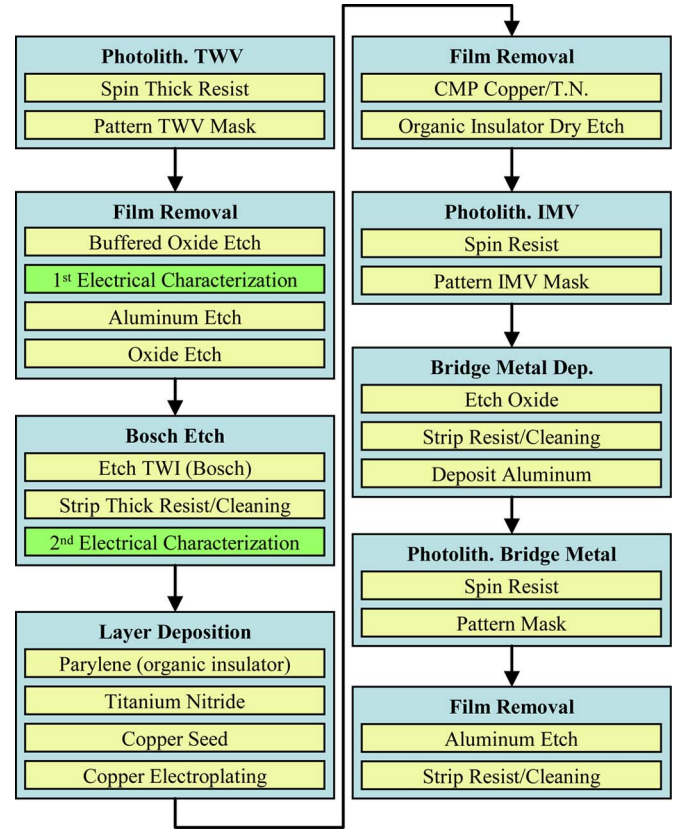 Photolith. TWV
Spin Thick Resist
Pattern TWV Mask
Film Removal
Buffered Oxide Etch
1st Electrical Characterization
Aluminum Etch
Oxide Etch
Bosch Etch
Etch TWI (Bosch)
Strip Thick Resist/Cleaning
2nd Electrical Characterization
Layer Deposition
Parylene (organic insulator)
Titanium Nitride
Copper Seed
Copper Electroplating
Film Removal
CMP Copper/T.N.
Organic Insulator Dry Etch
Photolith. IMV
Spin Resist
Pattern IMV Mask
Bridge Metal Dep.
Etch Oxide
Strip Resist/Cleaning
Deposit Aluminum
Photolith. Bridge Metal
Spin Resist
Pattern Mask
Film Removal
Aluminum Etch
Strip Resist/Cleaning